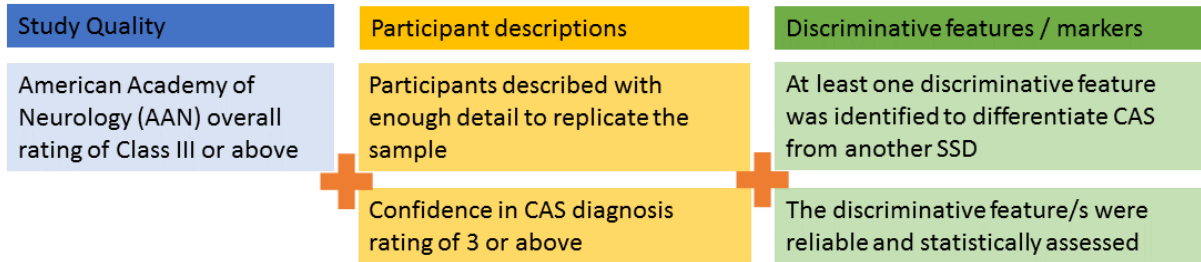 Study Quality
American Academy of
Neurology (AAN) overall
rating of Class III or above
Participant descriptions
Participants described with
enough detail to replicate the
sample
Confidence in CAS diagnosis
rating of 3 or above
Discriminative features / markers
At least one discriminative feature
was identified to differentiate CAS
from another SSD
The discriminative feature/s were
reliable and statistically assessed